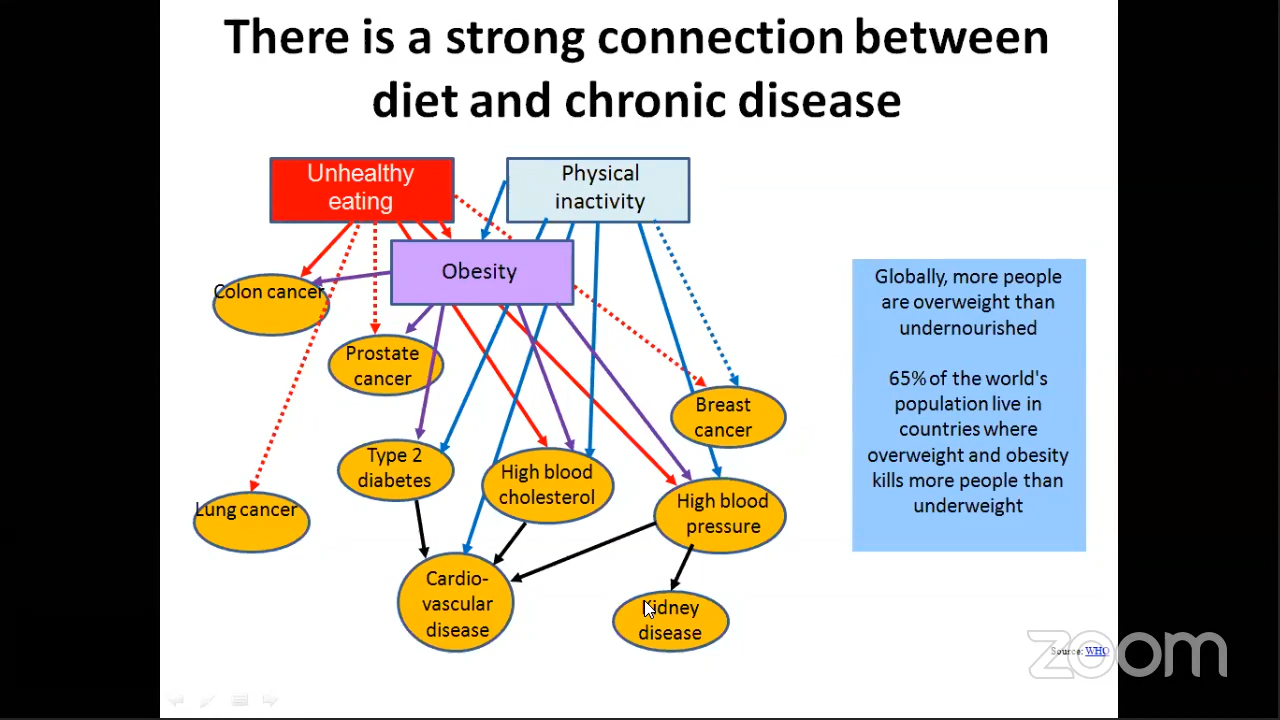 There is a strong connection between
diet and chronic disease
Unhealthy
eating
Physical
inactivity
Obesity
Colon cancer
Prostate
cancer
Breast
cancer
Type 2
diabetes
High blood
cholesterol
High blood
pressure
Lung cancer
Cardio-
vascular
disease
Kidney
disease
Globally, more people
are overweight than
undernourished
65% of the world's
population live in
countries where
overweight and obesity
kills more people than
underweight
Source: WHO
zoom